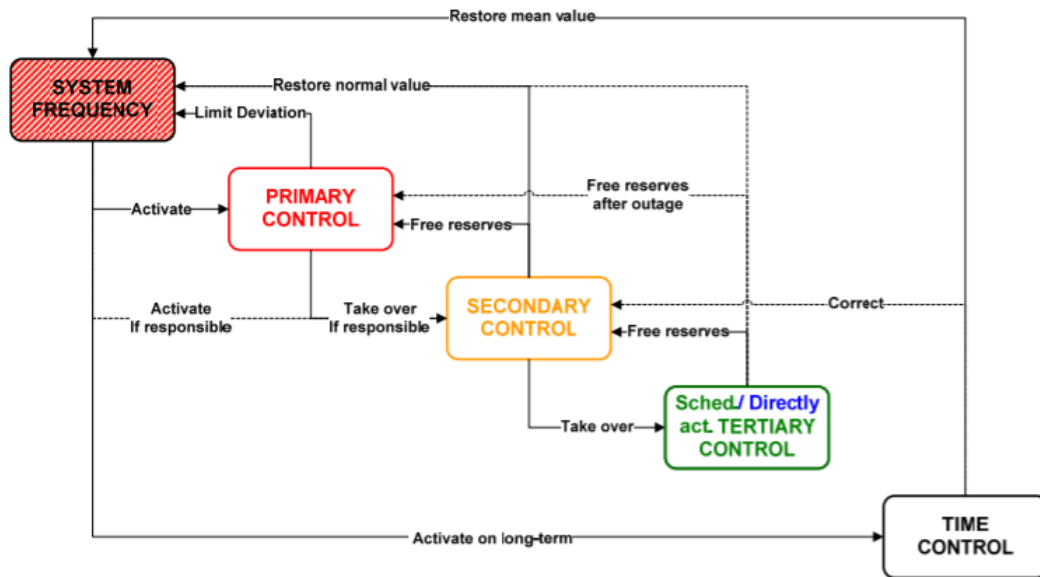 Restore mean value
SYSTEM
FREQUENCY
Restore normal value
Limit Deviation
PRIMARY
CONTROL
Free reserves
after outage
Activate
Free reserves
Activate
If responsible
Take over
If responsible
SECONDARY
CONTROL
Correct
Free reserves
Sched./ Directly
act. TERTIARY
CONTROL
Take over
TIME
CONTROL
Activate on long-term